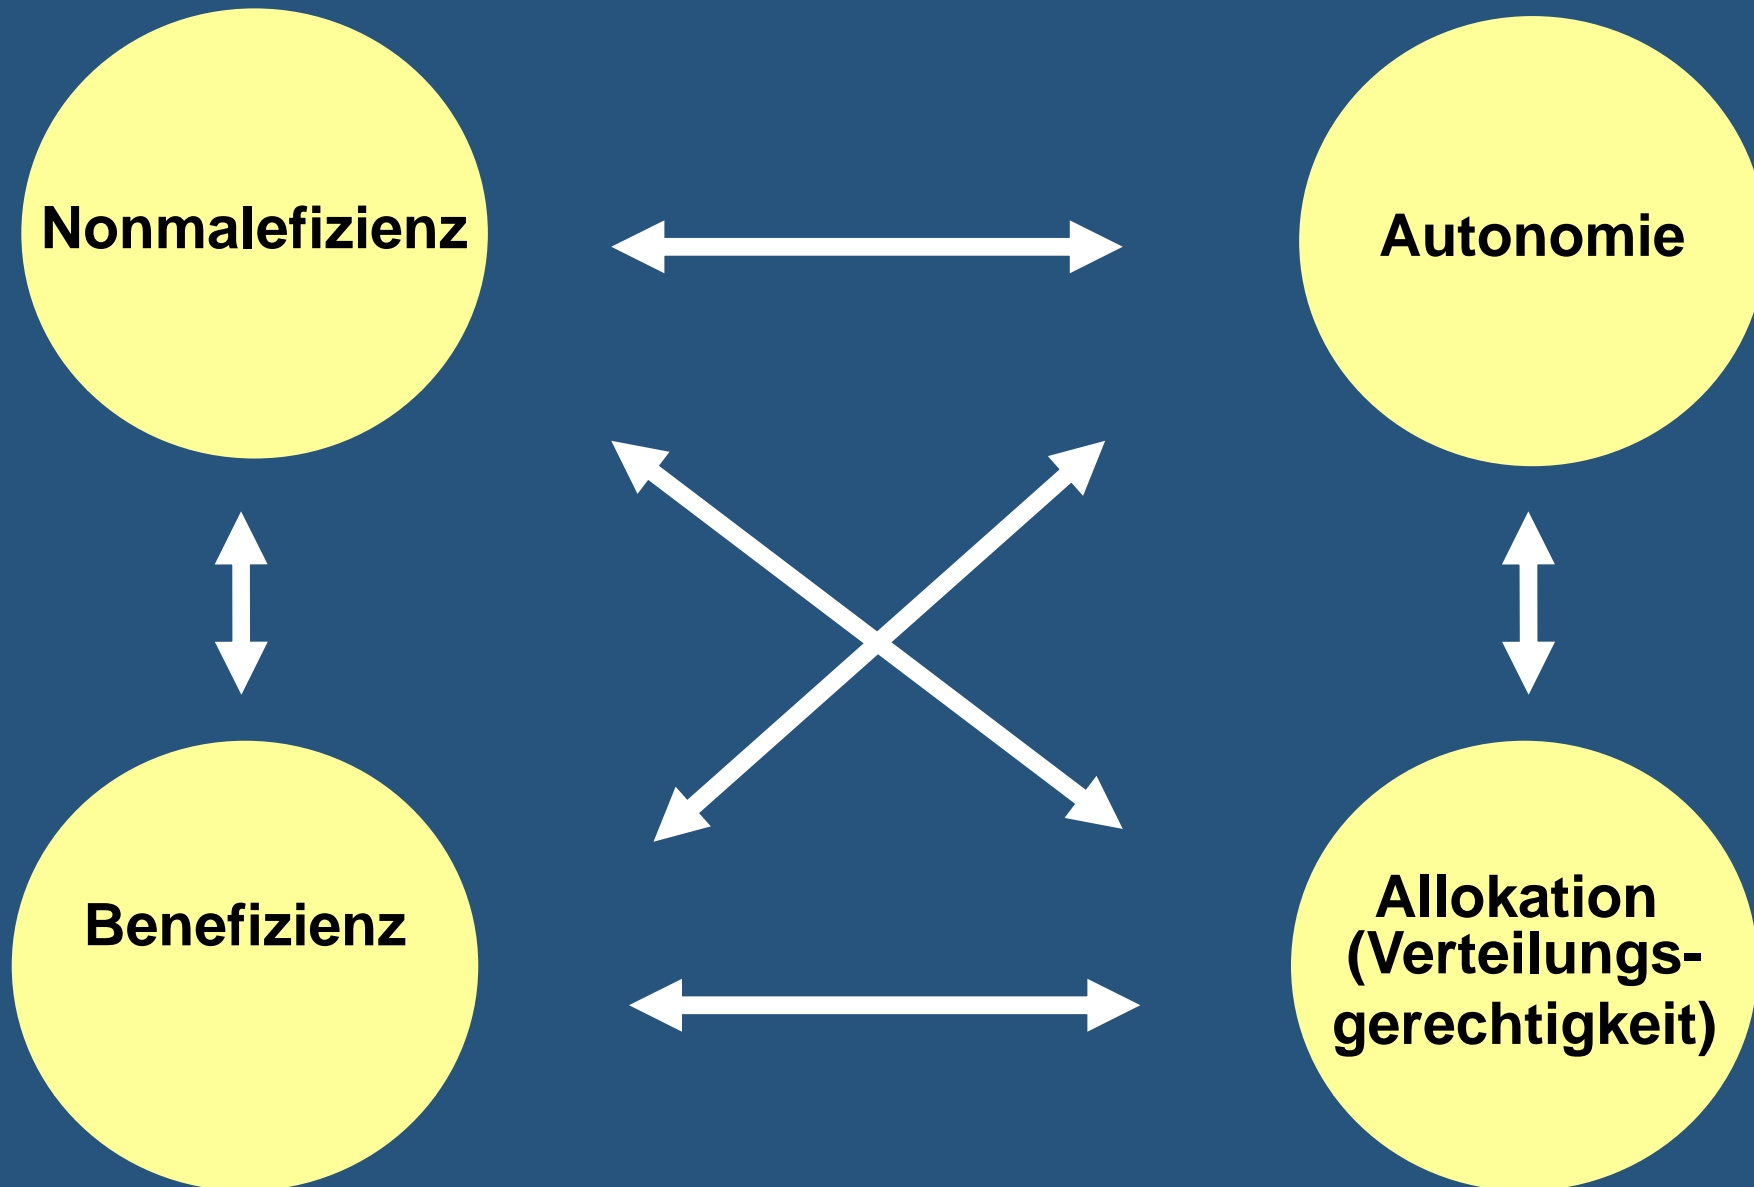 Nonmalefizienz
Autonomie
Benefizienz
Allokation
(Verteilungs-
gerechtigkeit)